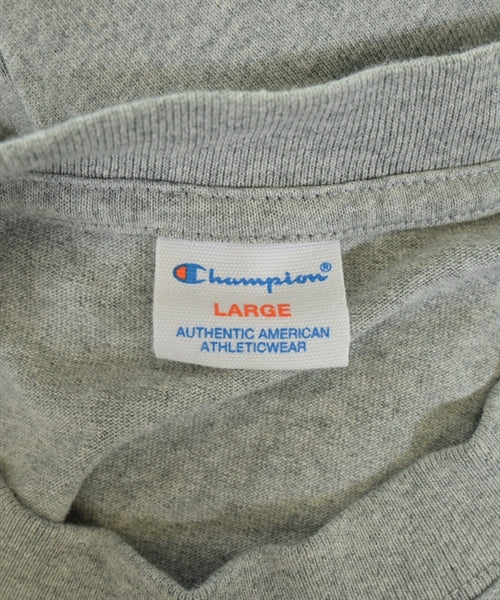 Champion®
LARGE
AUTHENTIC AMERICAN
ATHLETICWEAR